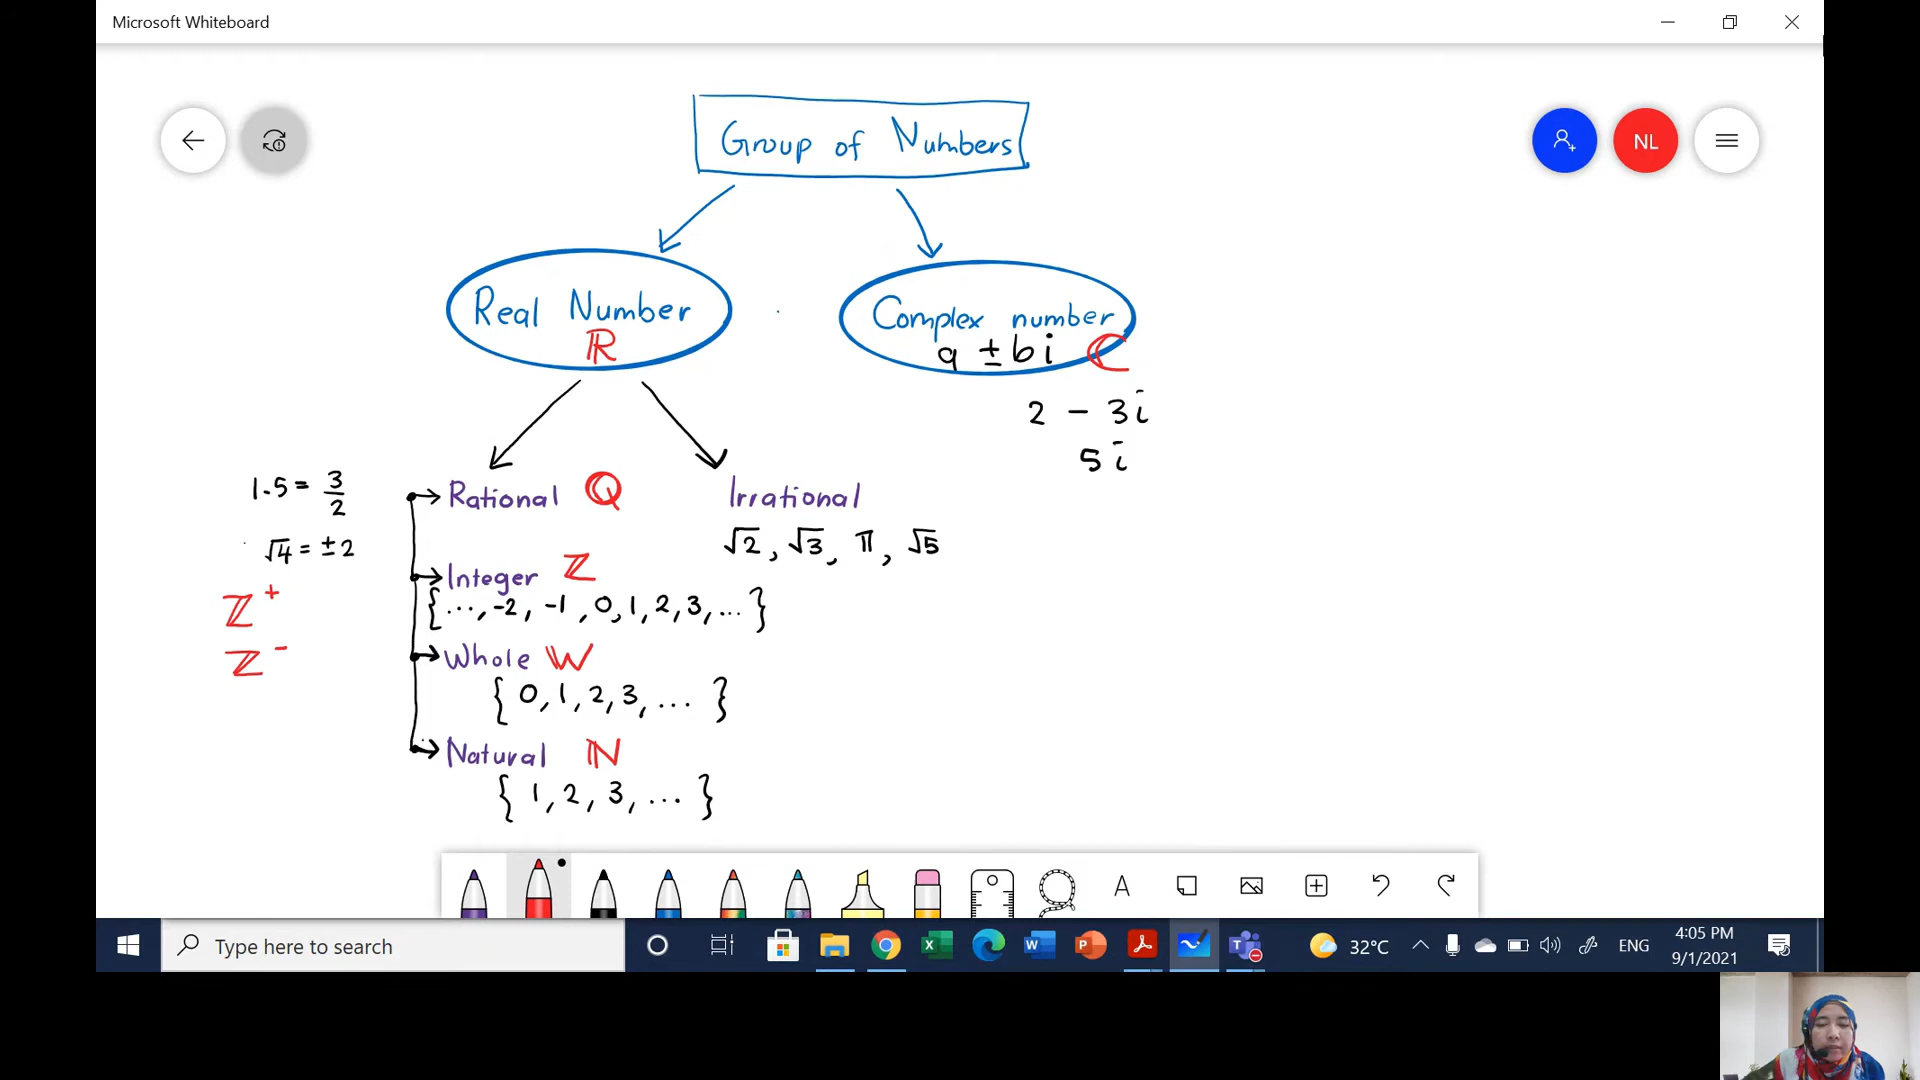 Microsoft Whiteboard
Group of Numbers
NL
Real Number
ℝ
Complex number
a ± bi ℂ
2 - 3i
5i
1.5 = 3/2
√4 = ±2
ℤ⁺
ℤ⁻
Rational ℚ
Irrational
√2, √3, π, √5
Integer ℤ
{..., -2, -1, 0, 1, 2, 3, ...}
Whole 𝕎
{0, 1, 2, 3, ... }
Natural ℕ
{ 1, 2, 3, ... }
A
Type here to search
32°C
ENG
4:05 PM
9/1/2021